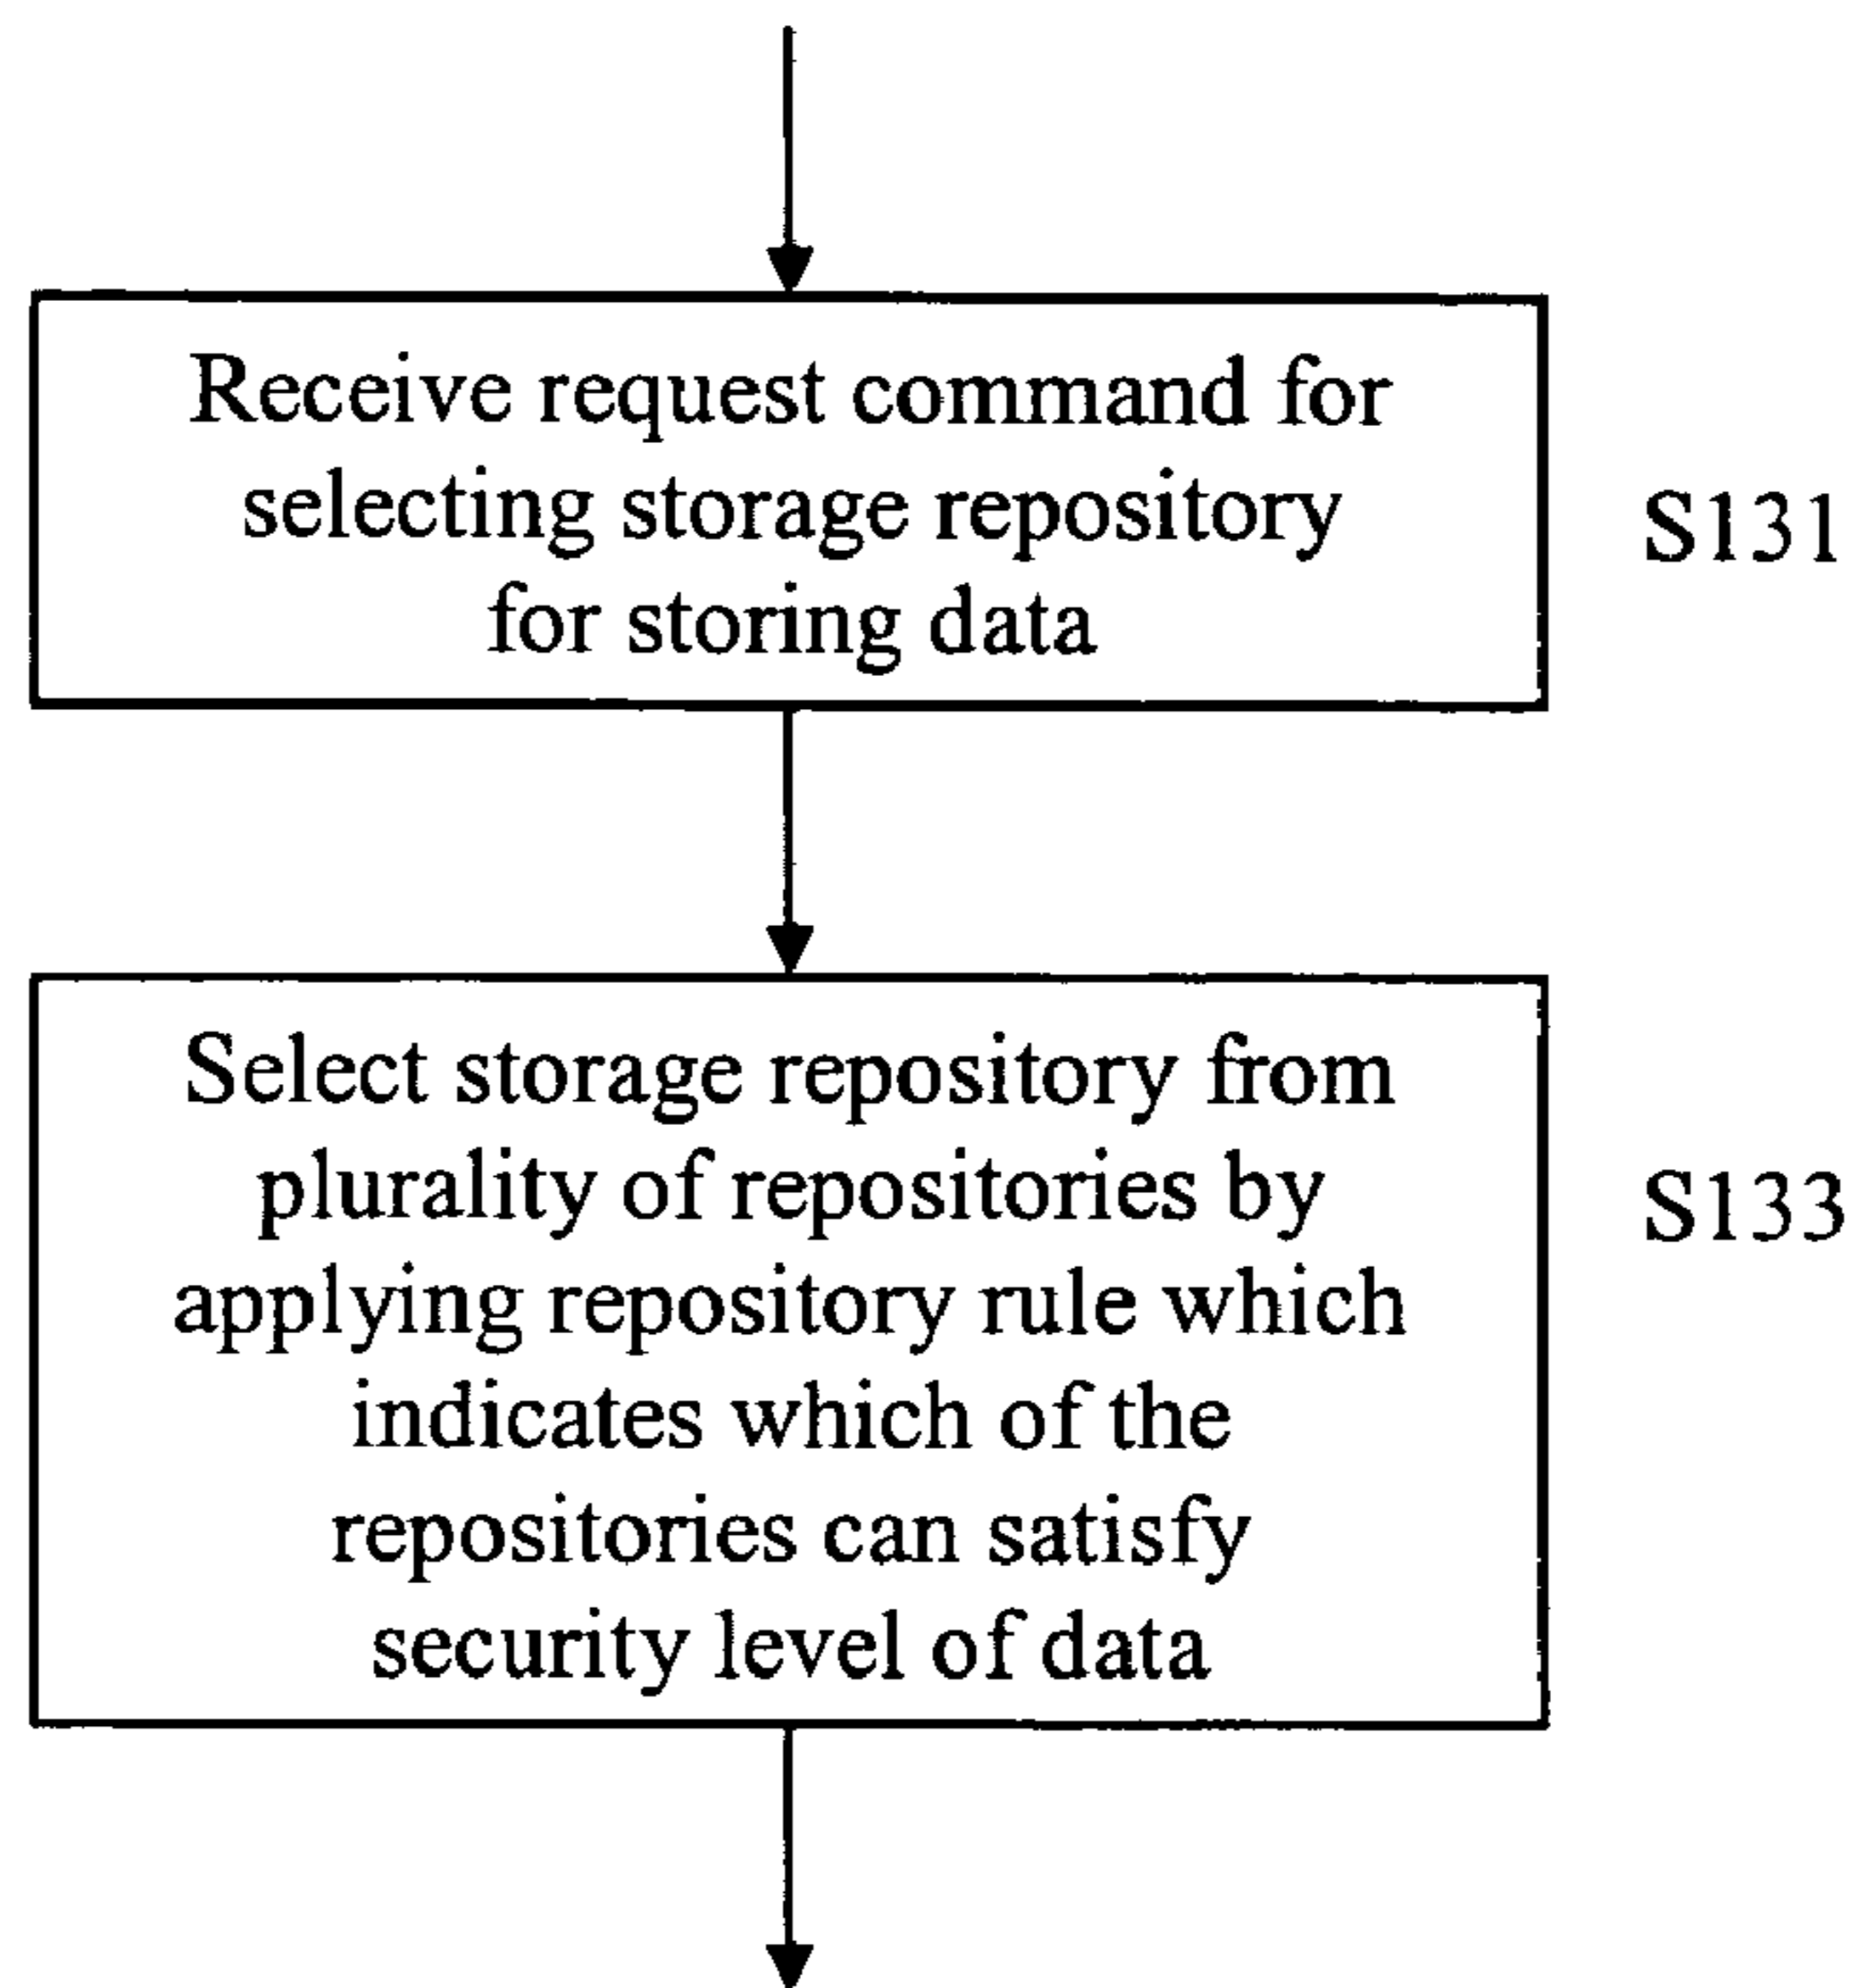 Receive request command for
selecting storage repository
for storing data
S131
Select storage repository from
plurality of repositories by
applying repository rule which
indicates which of the
repositories can satisfy
security level of data
S133